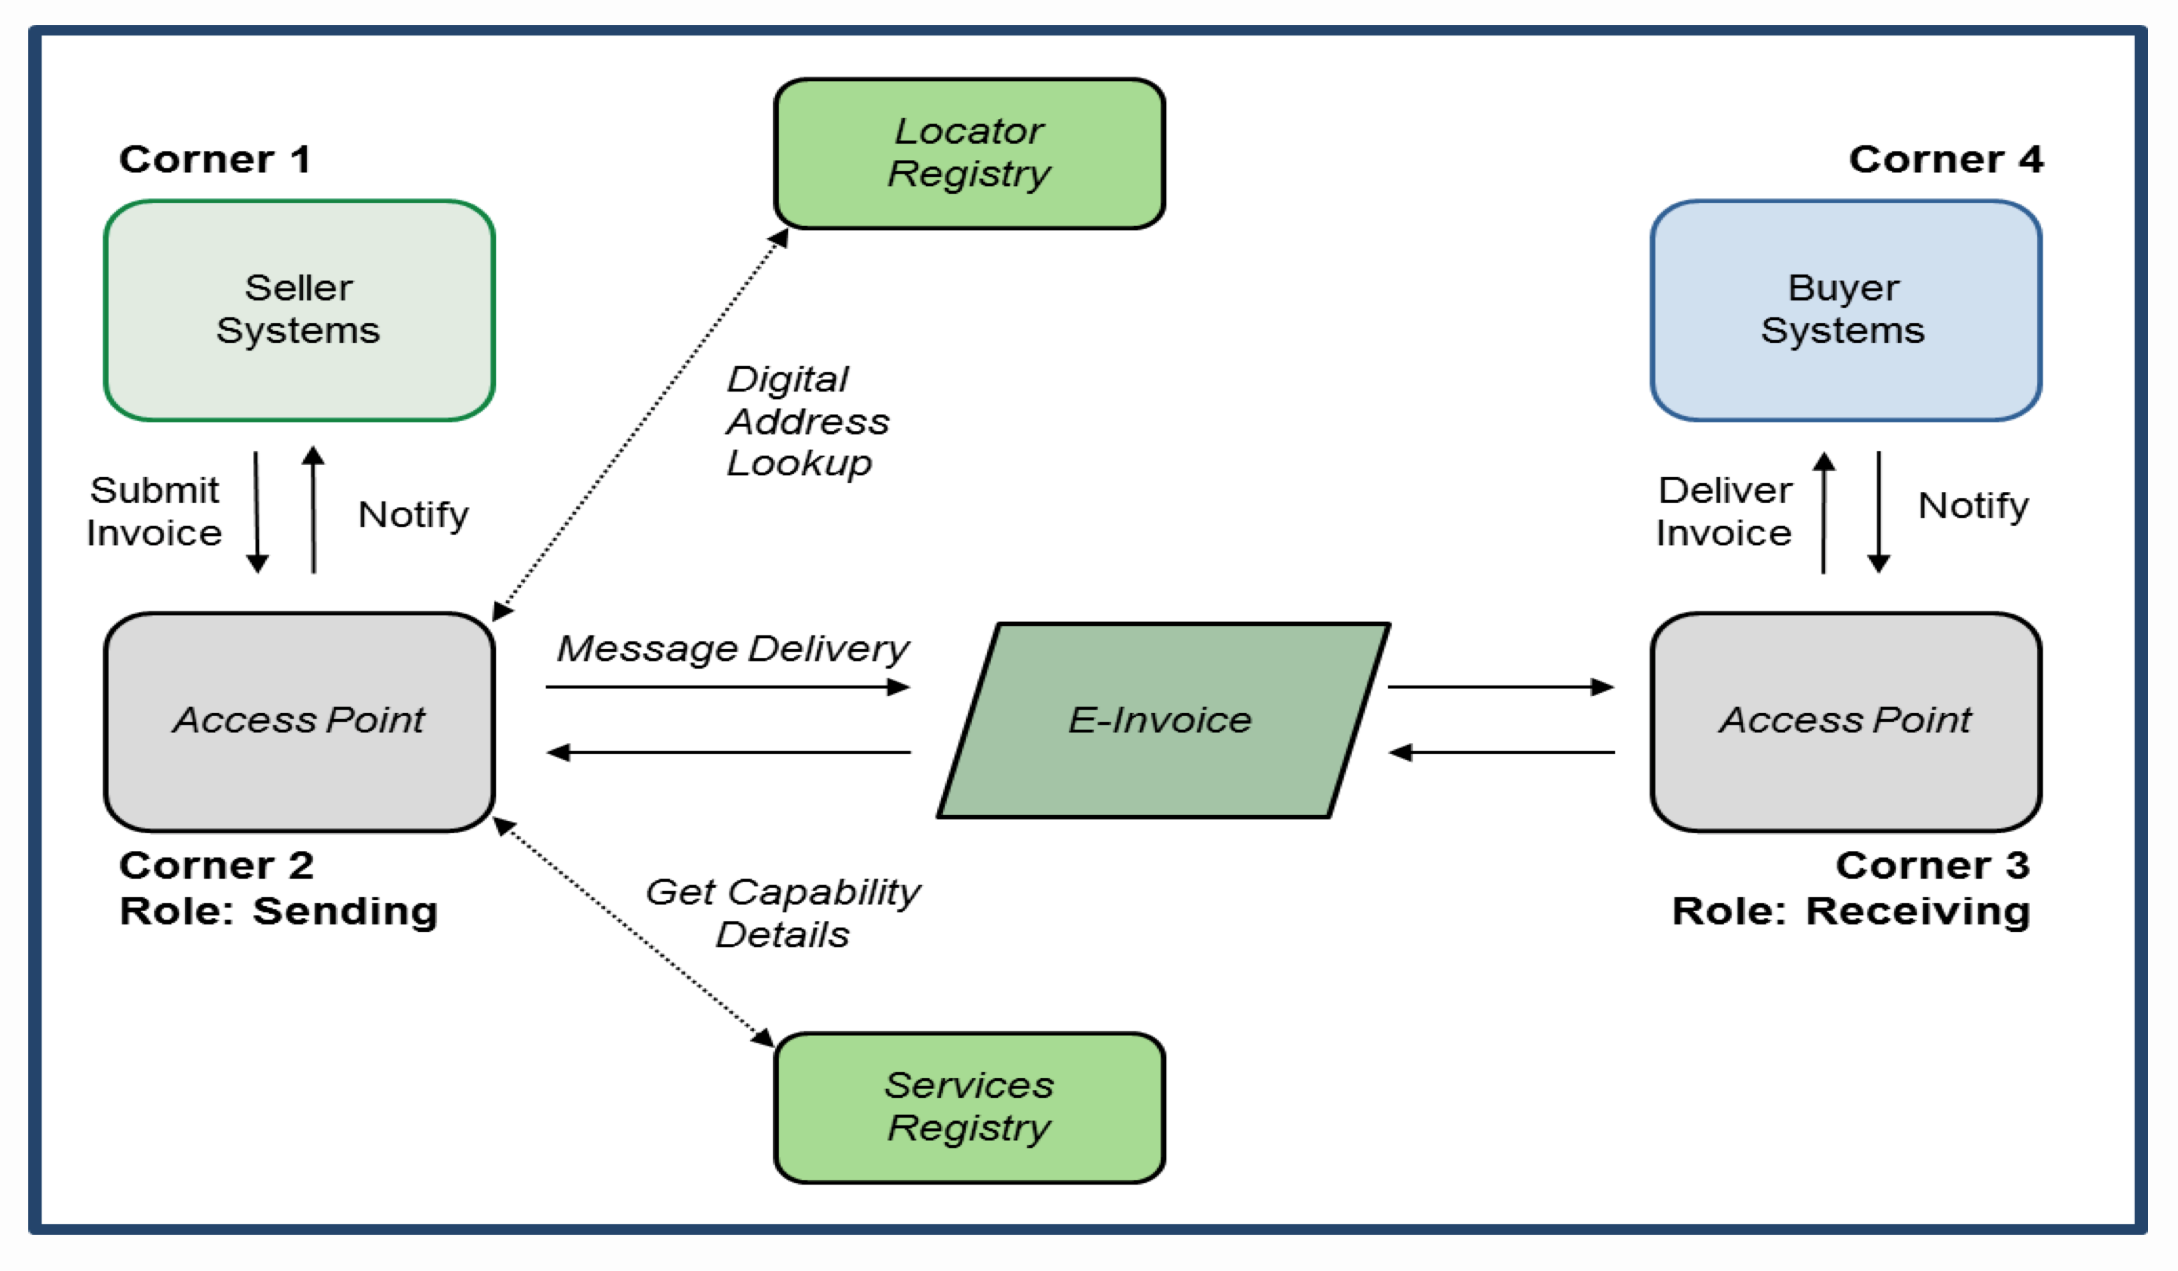 Locator
Registry
Corner 1
Corner 4
Seller
Systems
Buyer
Systems
Digital
Address
Lookup
Submit
Invoice
Notify
Deliver
Invoice
Notify
Message Delivery
Access Point
E-Invoice
Access Point
Corner 2
Role: Sending
Corner 3
Role: Receiving
Get Capability
Details
Services
Registry